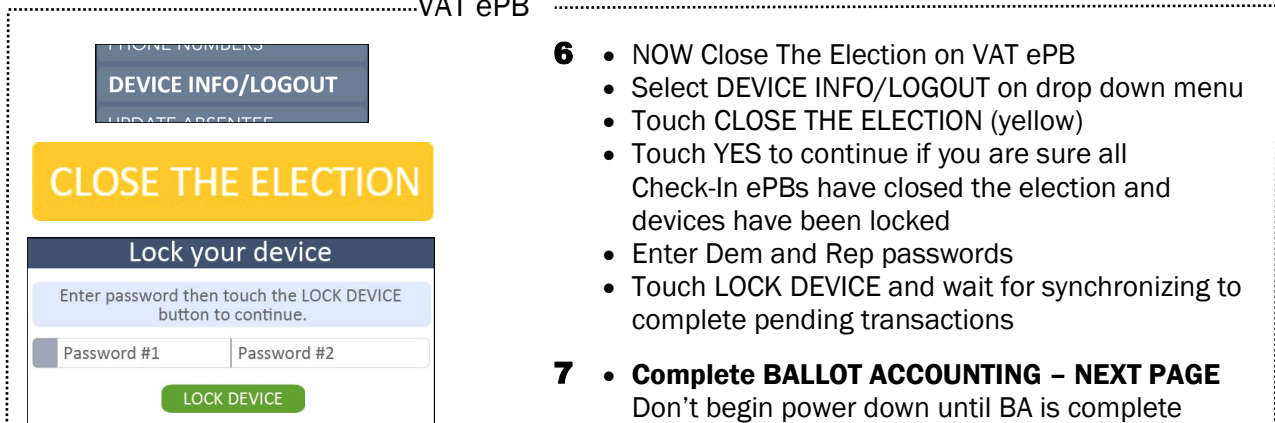 VAT ePB
PHONE NUMBERS
DEVICE INFO/LOGOUT
UPDATE ABSENTEE
CLOSE THE ELECTION
Lock your device
Enter password then touch the LOCK DEVICE
button to continue.
Password #1 Password #2
LOCK DEVICE
6 • NOW Close The Election on VAT ePB
• Select DEVICE INFO/LOGOUT on drop down menu
• Touch CLOSE THE ELECTION (yellow)
• Touch YES to continue if you are sure all
Check-In ePBs have closed the election and
devices have been locked
• Enter Dem and Rep passwords
• Touch LOCK DEVICE and wait for synchronizing to
complete pending transactions
7 • Complete BALLOT ACCOUNTING – NEXT PAGE
Don't begin power down until BA is complete